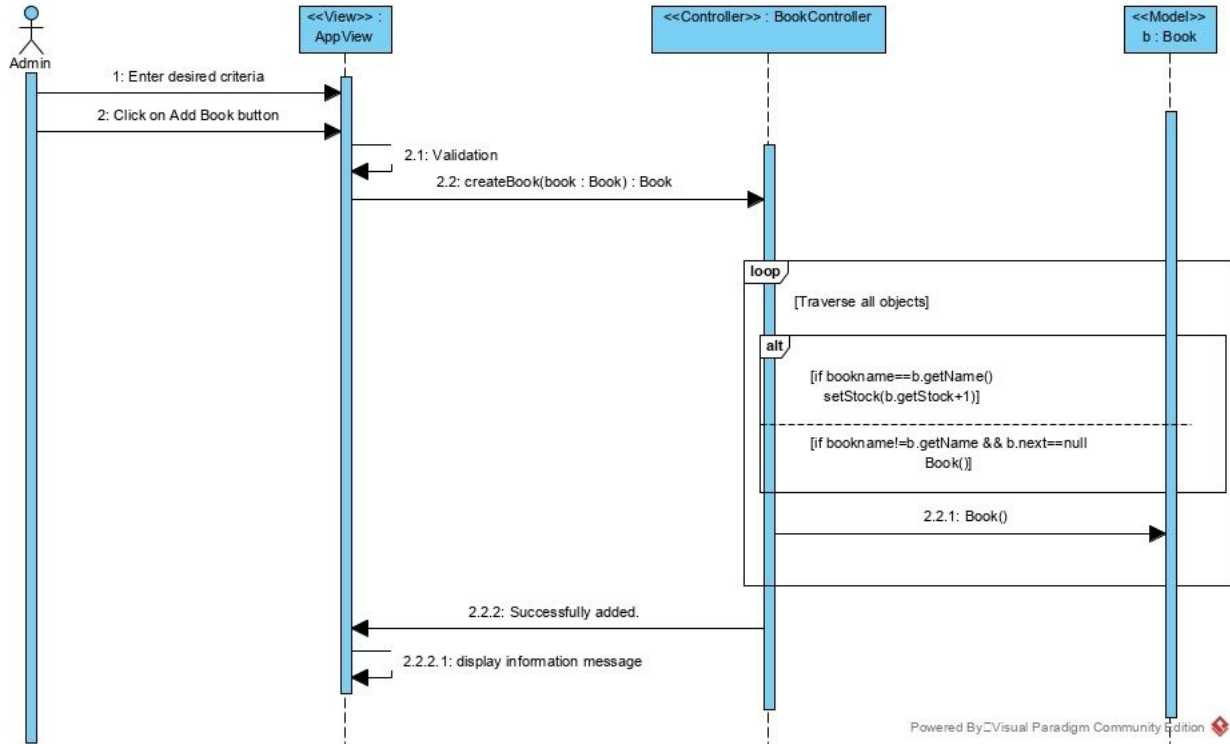 <<View>> :
AppView
<<Controller>> : BookController
<<Model>>
b : Book
Admin
1: Enter desired criteria
2: Click on Add Book button
2.1: Validation
2.2: createBook(book : Book) : Book
loop
[Traverse all objects]
alt
[if bookname==b.getName()
setStock(b.getStock+1)]
[if bookname!=b.getName && b.next==null
Book()]
2.2.1: Book()
2.2.2: Successfully added.
2.2.2.1: display information message
Powered By Visual Paradigm Community Edition